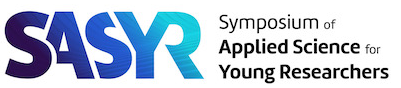 SASYR
Symposium of
Applied Science for
Young Researchers